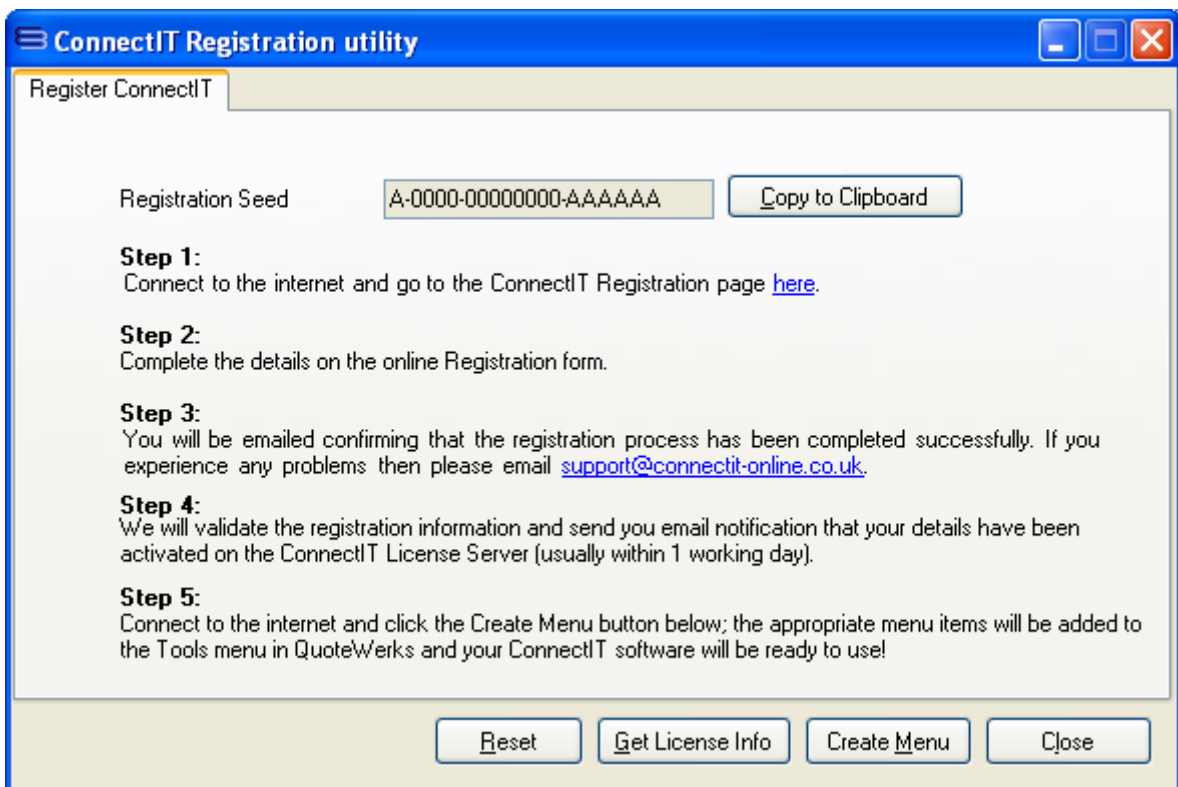 ConnectIT Registration utility
Register ConnectIT
Registration Seed A-0000-00000000-AAAAAA Copy to Clipboard
Step 1:
Connect to the internet and go to the ConnectIT Registration page here.
Step 2:
Complete the details on the online Registration form.
Step 3:
You will be emailed confirming that the registration process has been completed successfully. If you
experience any problems then please email support@connectit-online.co.uk.
Step 4:
We will validate the registration information and send you email notification that your details have been
activated on the ConnectIT License Server (usually within 1 working day).
Step 5:
Connect to the internet and click the Create Menu button below; the appropriate menu items will be added to
the Tools menu in QuoteWerks and your ConnectIT software will be ready to use!
Reset Get License Info Create Menu Close